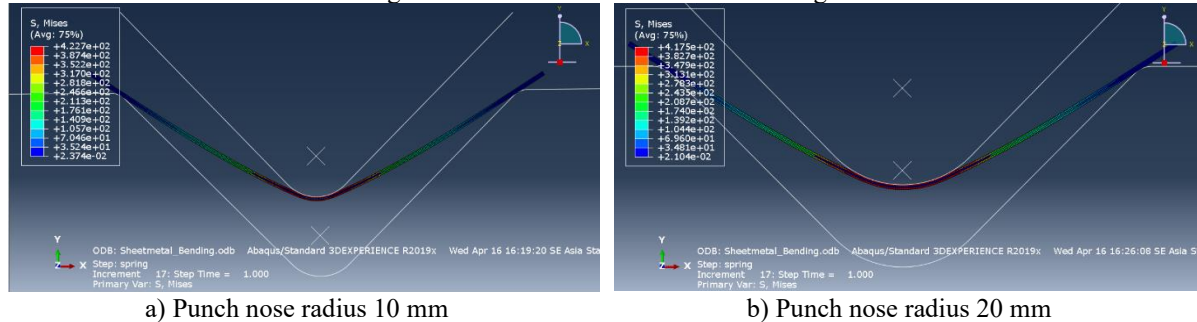 S, Mises
(Avg: 75%)
+4.227e+02
+3.874e+02
+3.522e+02
+3.170e+02
+2.818e+02
+2.466e+02
+2.113e+02
+1.761e+02
+1.409e+02
+1.057e+02
+7.046e+01
+3.524e+01
+2.374e-02
Y
X
Y
Z
X
ODB: Sheetmetal_Bending.odb Abaqus/Standard 3DEXPERIENCE R2019x Wed Apr 16 16:19:20 SE Asia Sta
Step: spring
Increment 17: Step Time = 1.000
Primary Var: S, Mises
a) Punch nose radius 10 mm
S, Mises
(Avg: 75%)
+4.175e+02
+3.827e+02
+3.479e+02
+3.131e+02
+2.783e+02
+2.435e+02
+2.087e+02
+1.740e+02
+1.392e+02
+1.044e+02
+6.960e+01
+3.481e+01
+2.104e-02
Y
X
Y
Z
X
ODB: Sheetmetal_Bending.odb Abaqus/Standard 3DEXPERIENCE R2019x Wed Apr 16 16:26:08 SE Asia Sta
Step: spring
Increment 17: Step Time = 1.000
Primary Var: S, Mises
b) Punch nose radius 20 mm